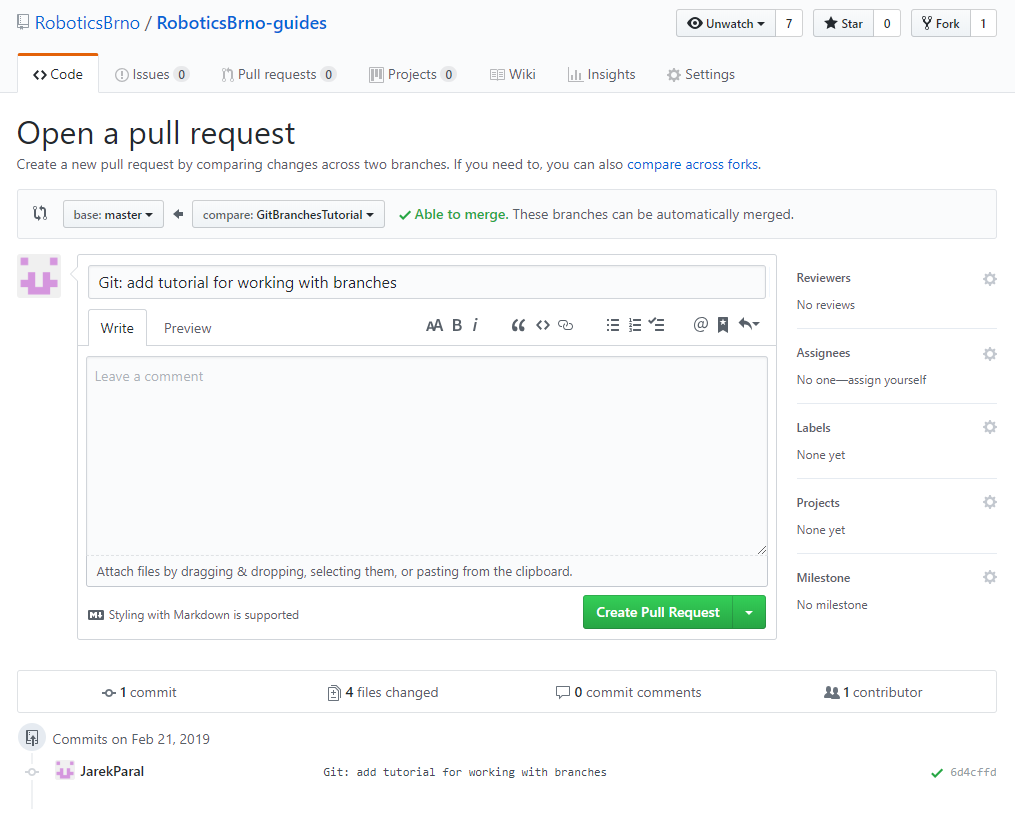 RoboticsBrno / RoboticsBrno-guides
Unwatch 7 Star 0 Fork 1
Code Issues 0 Pull requests 0 Projects 0 Wiki Insights Settings
Open a pull request
Create a new pull request by comparing changes across two branches. If you need to, you can also compare across forks.
base: master compare: GitBranchesTutorial Able to merge. These branches can be automatically merged.
Git: add tutorial for working with branches
Write Preview AA B i @
Leave a comment
Attach files by dragging & dropping, selecting them, or pasting from the clipboard.
Styling with Markdown is supported
Create Pull Request
Reviewers
No reviews
Assignees
No one—assign yourself
Labels
None yet
Projects
None yet
Milestone
No milestone
1 commit 4 files changed 0 commit comments 1 contributor
Commits on Feb 21, 2019
JarekParal Git: add tutorial for working with branches 6d4cffd